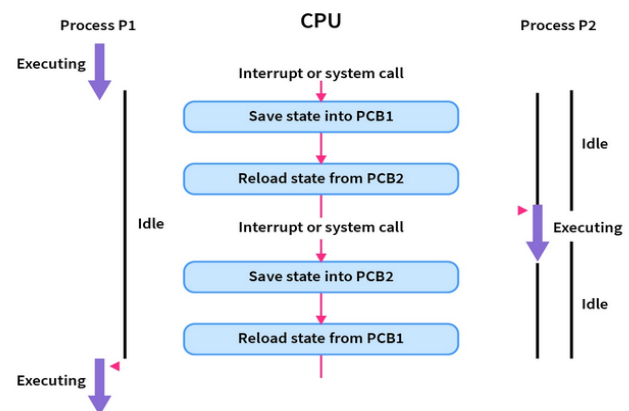 CPU
Process P1
Process P2
Executing
Interrupt or system call
Save state into PCB1
Idle
Reload state from PCB2
Idle
Interrupt or system call
Executing
Save state into PCB2
Idle
Reload state from PCB1
Executing